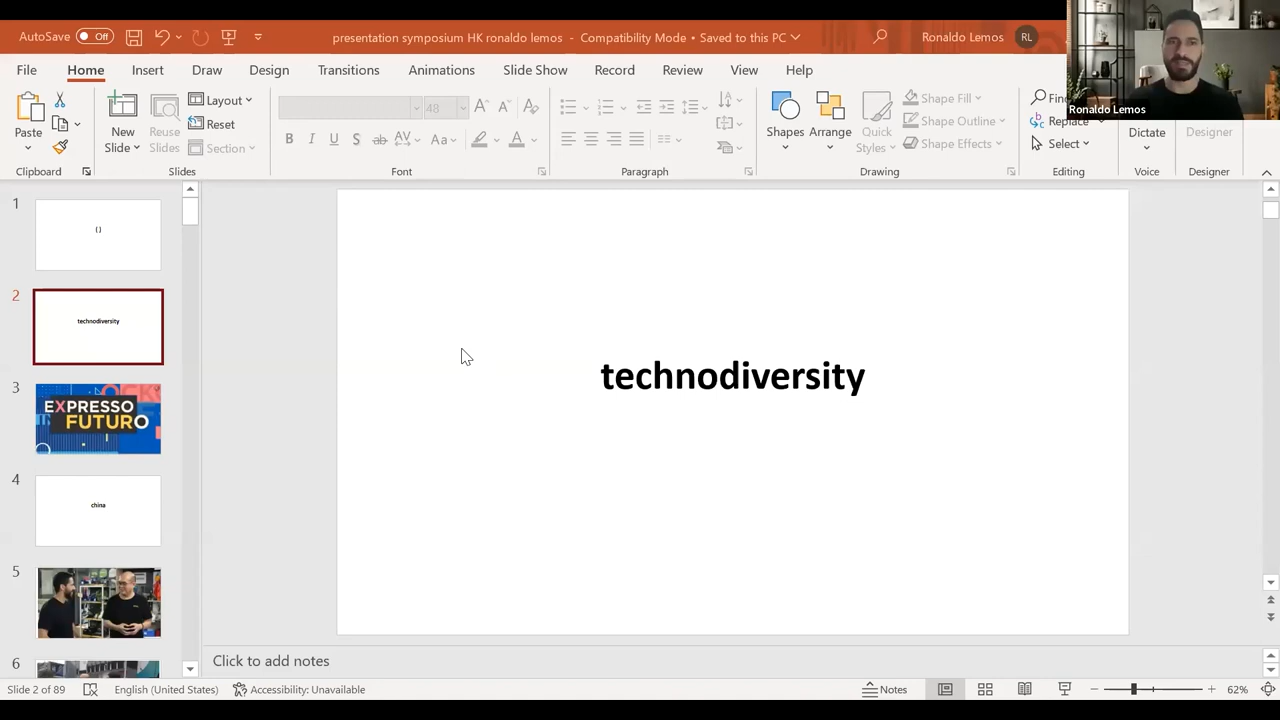 AutoSave Off
presentation symposium HK ronaldo lemos - Compatibility Mode • Saved to this PC
Ronaldo Lemos RL
Ronaldo Lemos
File Home Insert Draw Design Transitions Animations Slide Show Record Review View Help
Paste
New Slide
Reuse Slides
Layout
Reset
Section
48
B I U S ab AV Aa A
Shapes
Arrange
Quick Styles
Shape Fill
Shape Outline
Shape Effects
Replace
Select
Dictate
Designer
Clipboard Slides Font Paragraph Drawing Editing Voice Designer
1
()
2
technodiversity
3
EXPRESSO
FUTURO
4
china
5
6
technodiversity
Click to add notes
Slide 2 of 89 English (United States) Accessibility: Unavailable Notes 62%